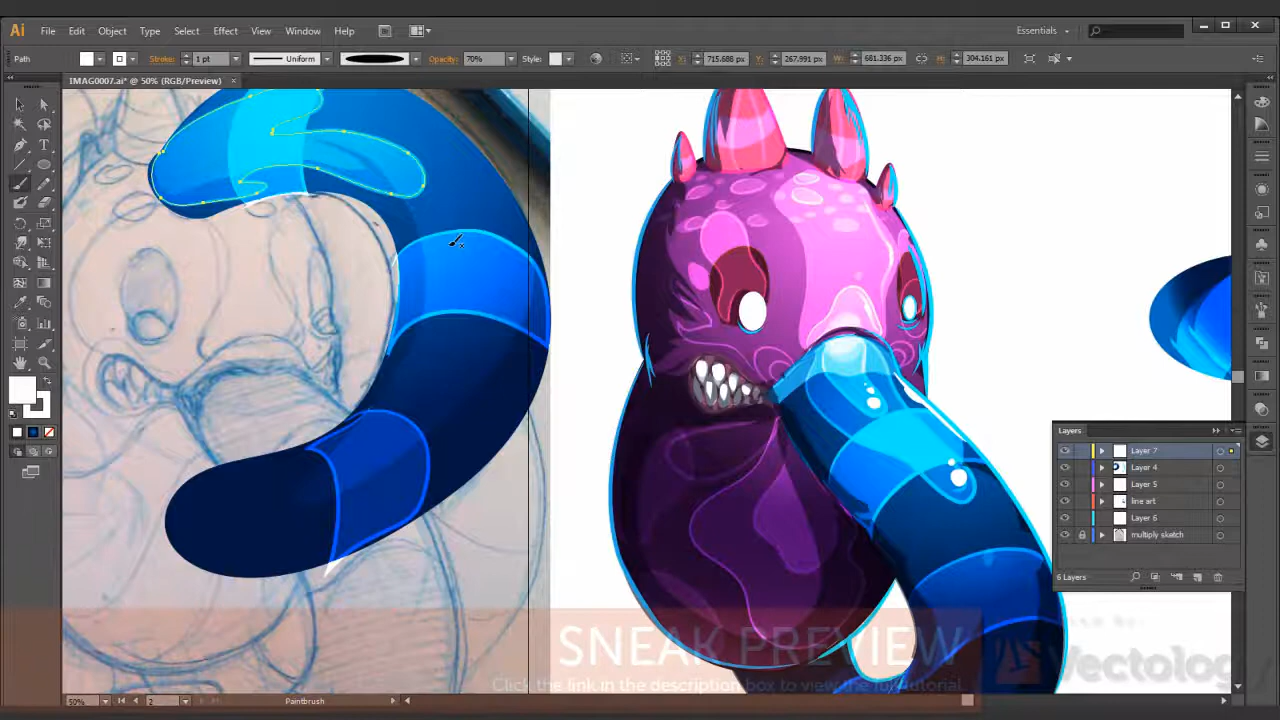 Ai File Edit Object Type Select Effect View Window Help Essentials
Path Stroke: 1 pt Uniform Opacity: 70% Style: X: 715.688 px Y: 267.991 px W: 681.336 px H: 304.161 px
IMAG0007.ai* @ 50% (RGB/Preview)
Layers
Layer 7
Layer 4
Layer 5
line art
Layer 6
multiply sketch
6 Layers
SNEAK PREVIEW
Click the link in the description box to view the full tutorial
Vectology
50% 2 Paintbrush